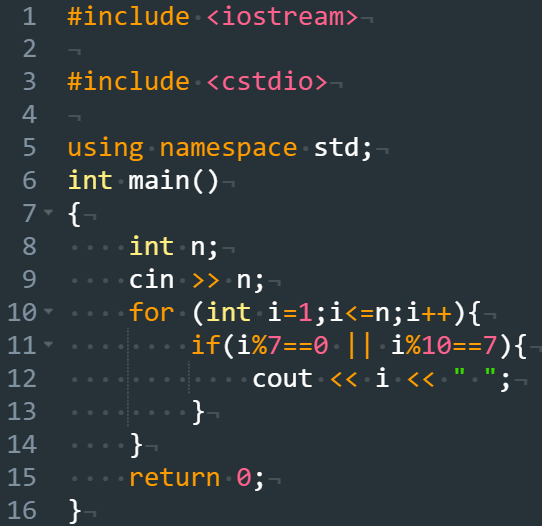 1 #include <iostream>
2
3 #include <cstdio>
4
5 using namespace std;
6 int main()
7 {
8     int n;
9     cin >> n;
10     for (int i=1;i<=n;i++){
11         if(i%7==0 || i%10==7){
12             cout << i << " ";
13         }
14     }
15     return 0;
16 }